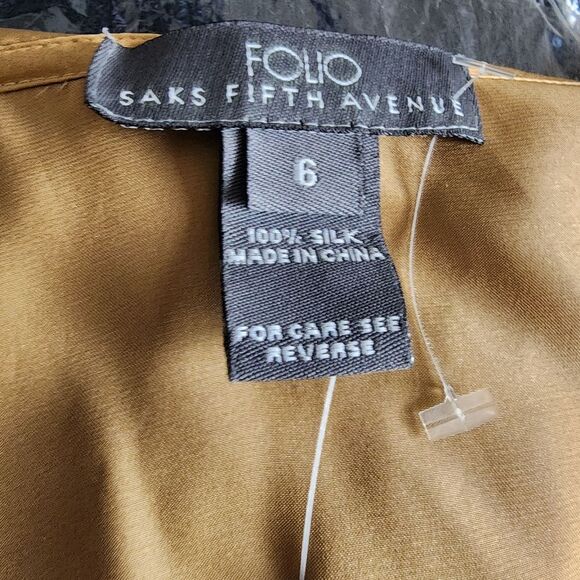 FOLIO
SAKS FIFTH AVENUE
6
100% SILK
MADE IN CHINA
FOR CARE SEE
REVERSE